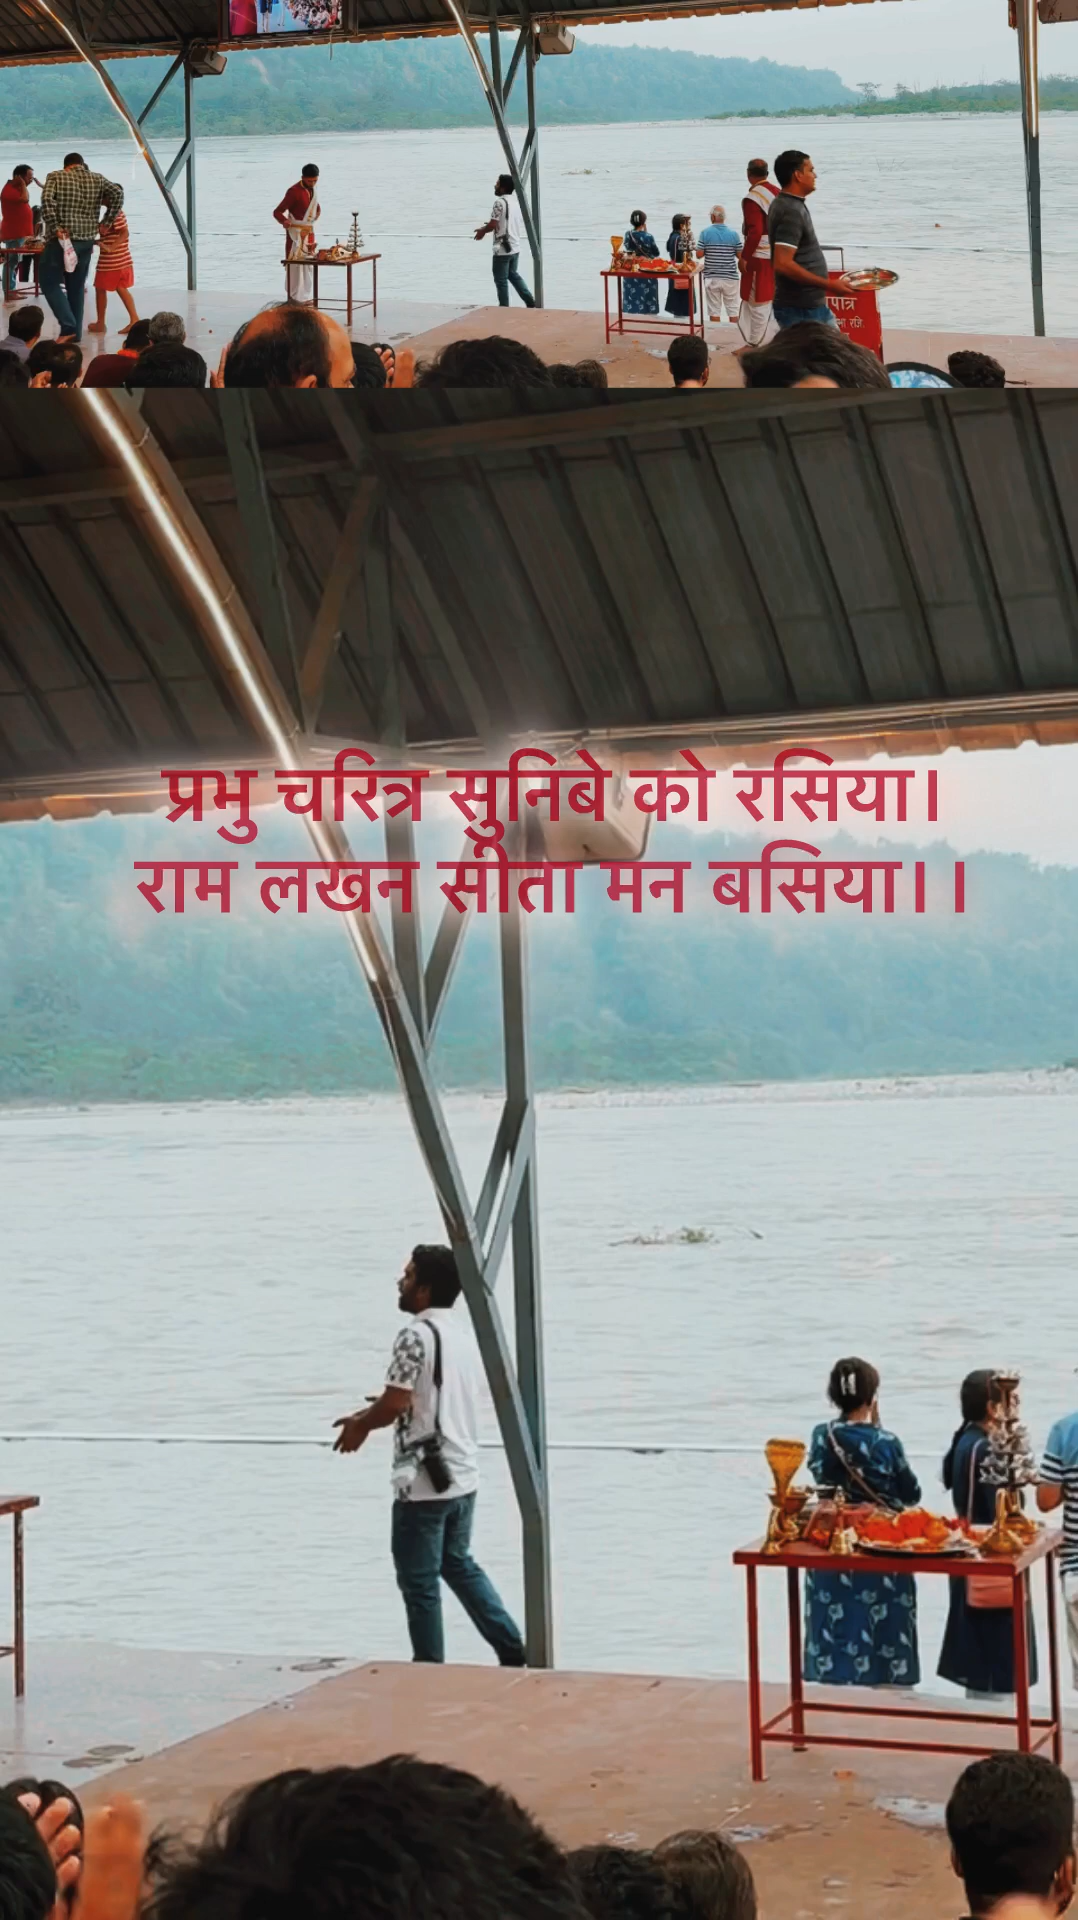 प्रभु चरित्र सुनिबे को रसिया।
राम लखन सीता मन बसिया।।